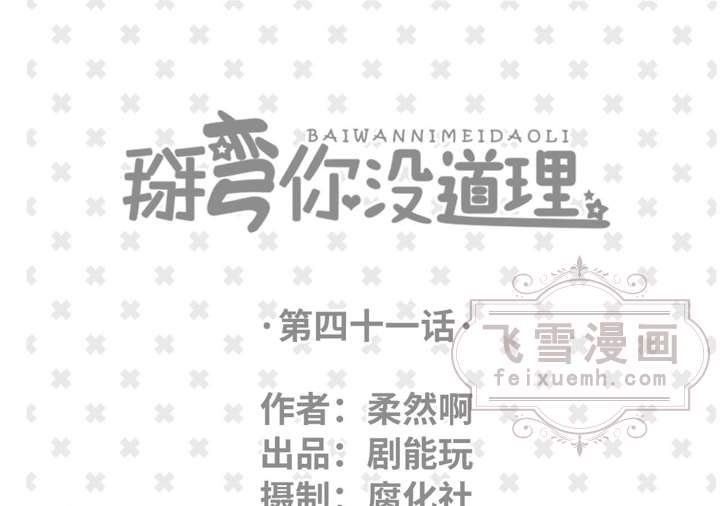 BAIWANNIMEIDAOLI
掰弯你没道理
·第四十一话·
飞雪漫画
feixuemh.com
作者：柔然啊
出品：剧能玩
摄制：腐化社